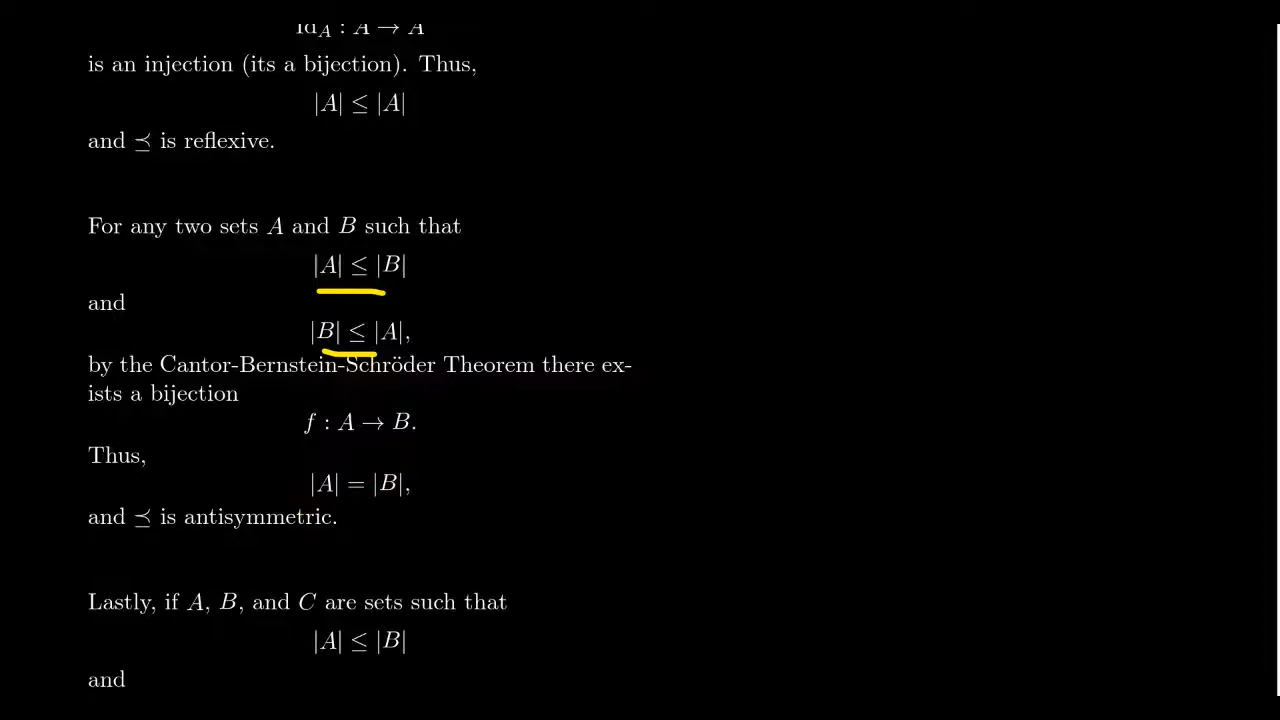 Id_A : A → A
is an injection (its a bijection). Thus,
|A| ≤ |A|
and ⪯ is reflexive.
For any two sets A and B such that
|A| ≤ |B|
and
|B| ≤ |A|,
by the Cantor-Bernstein-Schröder Theorem there ex-
ists a bijection
f : A → B.
Thus,
|A| = |B|,
and ⪯ is antisymmetric.
Lastly, if A, B, and C are sets such that
|A| ≤ |B|
and